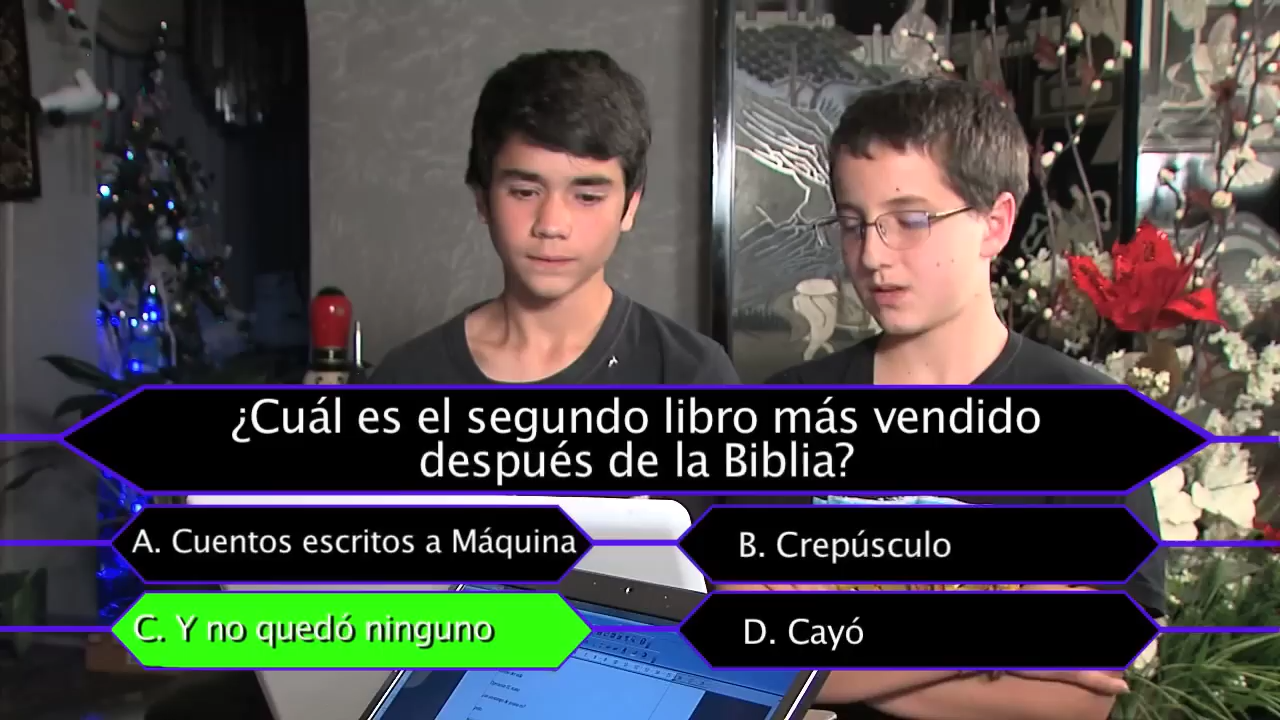 ¿Cuál es el segundo libro más vendido
después de la Biblia?
A. Cuentos escritos a Máquina
B. Crepúsculo
C. Y no quedó ninguno
D. Cayó